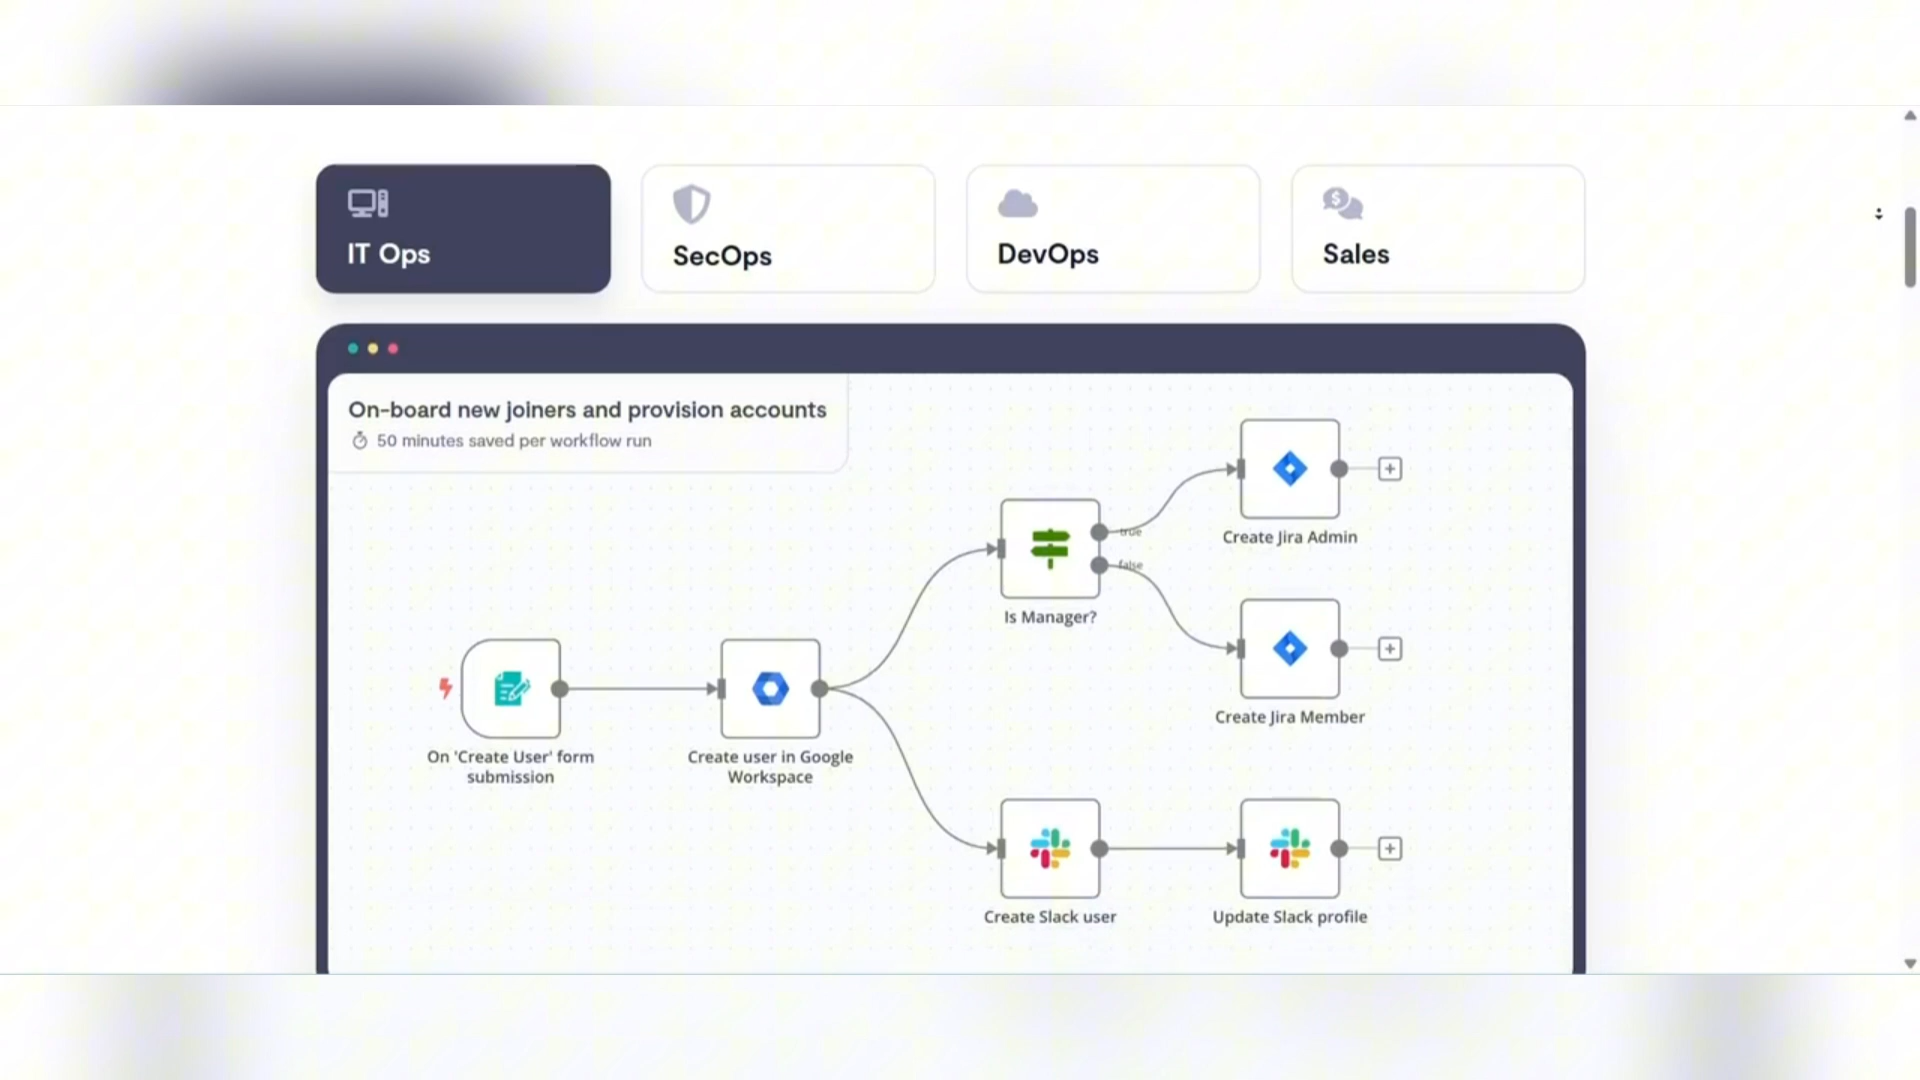 IT Ops
SecOps
DevOps
Sales
On-board new joiners and provision accounts
50 minutes saved per workflow run
Create Jira Admin
true
false
Is Manager?
Create Jira Member
On 'Create User' form
submission
Create user in Google
Workspace
Create Slack user
Update Slack profile